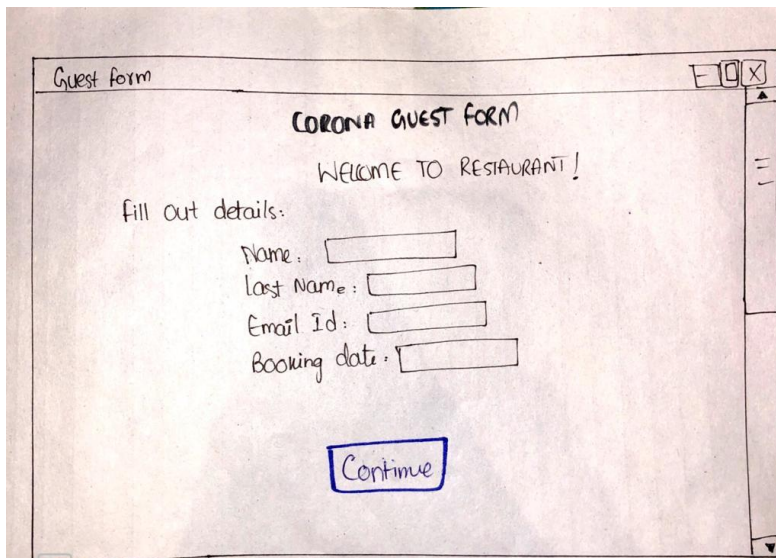 Guest form
CORONA GUEST FORM
WELCOME TO RESTAURANT!
Fill out details:
Name:
Last Name:
Email Id:
Booking date:
Continue